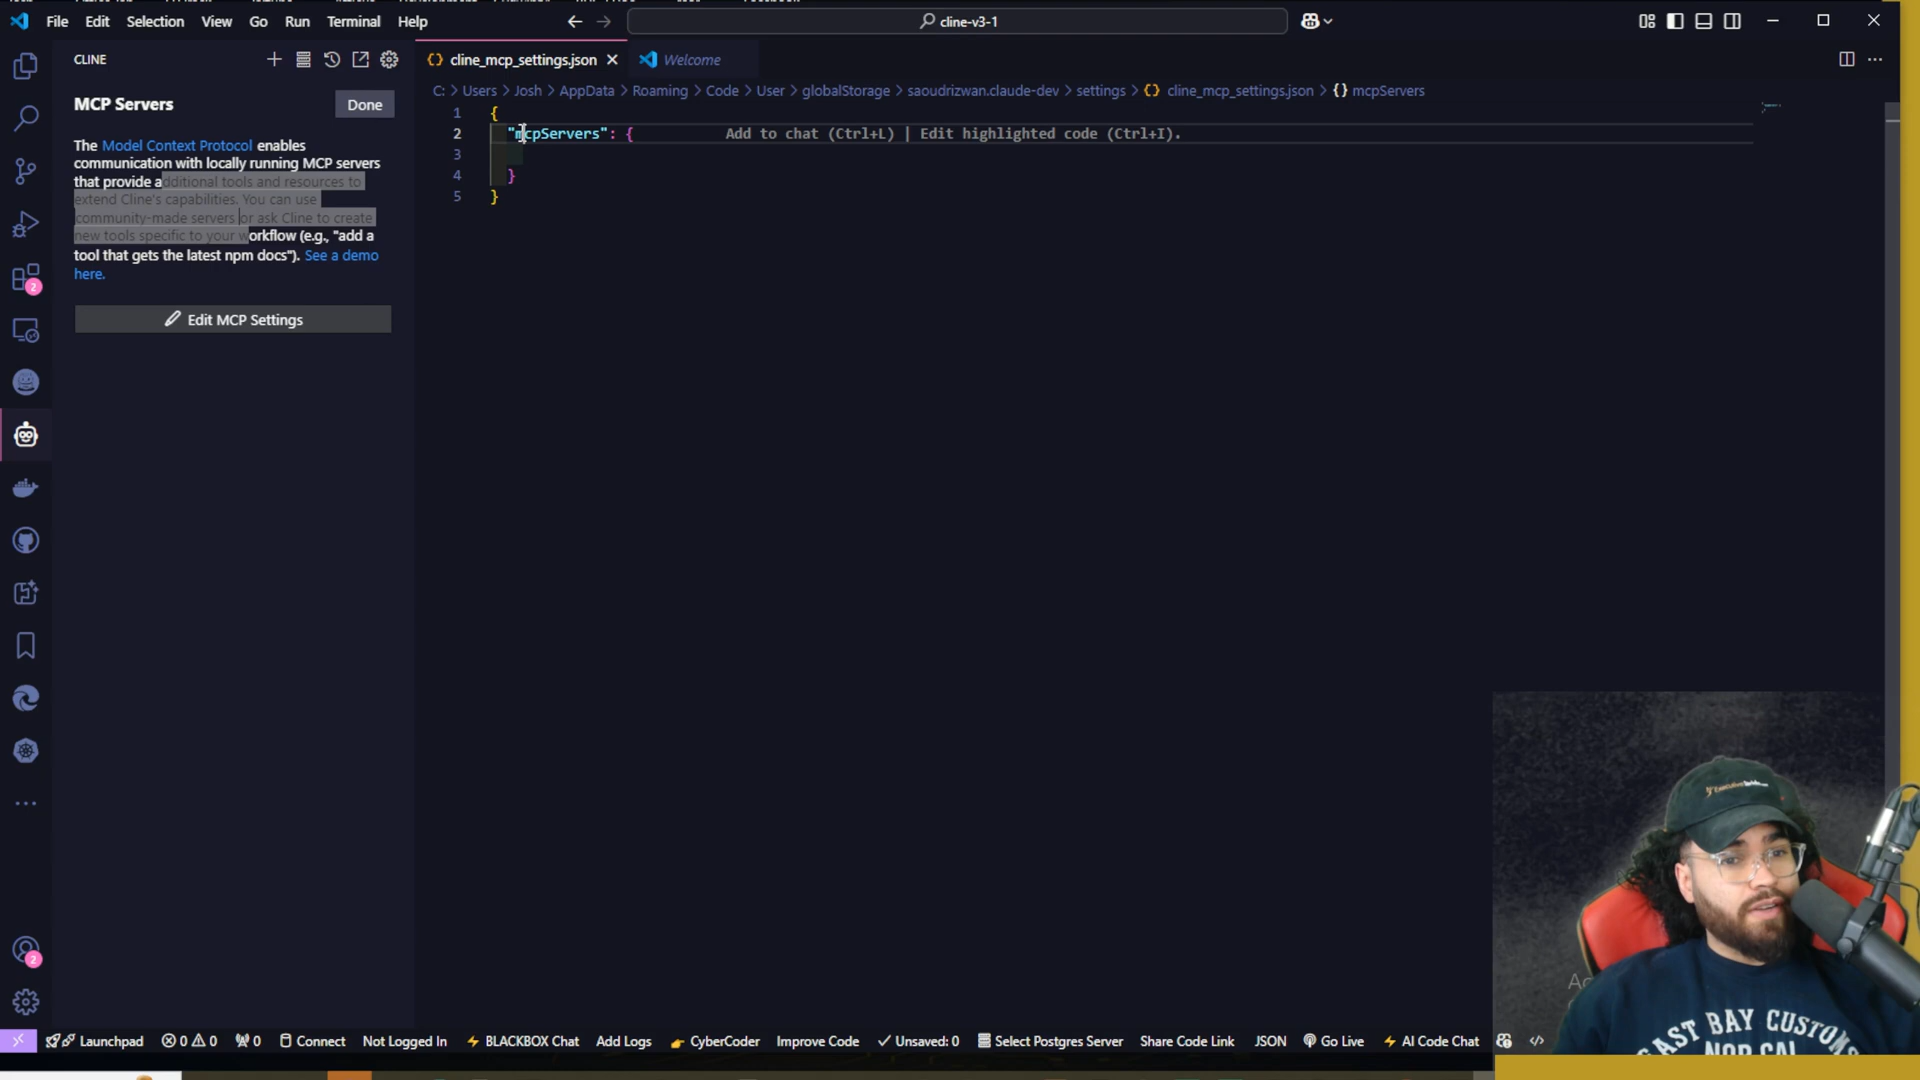 File Edit Selection View Go Run Terminal Help
cline-v3-1
CLINE
cline_mcp_settings.json
Welcome
C: > Users > Josh > AppData > Roaming > Code > User > globalStorage > saoudrizwan.claude-dev > settings > {} cline_mcp_settings.json > {} mcpServers
MCP Servers
Done
The Model Context Protocol enables
communication with locally running MCP servers
that provide additional tools and resources to
extend Cline's capabilities. You can use
community-made servers or ask Cline to create
new tools specific to your workflow (e.g., "add a
tool that gets the latest npm docs"). See a demo
here.
Edit MCP Settings
1 {
2 "mcpServers": { Add to chat (Ctrl+L) | Edit highlighted code (Ctrl+I).
3
4 }
5 }
2
2
EAST BAY CUSTOMS
NOR CAL
Launchpad 0 0 0 Connect Not Logged In BLACKBOX Chat Add Logs CyberCoder Improve Code Unsaved: 0 Select Postgres Server Share Code Link JSON Go Live AI Code Chat